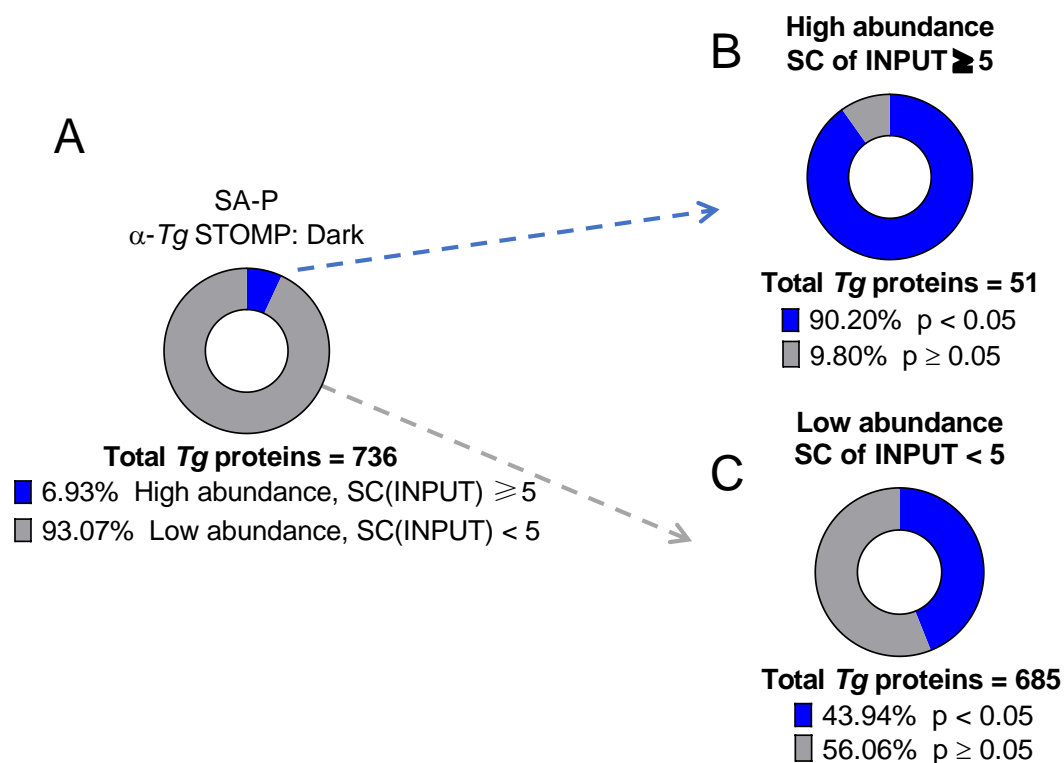 A
SA-P
α-Tg STOMP: Dark
Total Tg proteins = 736
6.93% High abundance, SC(INPUT) ≥ 5
93.07% Low abundance, SC(INPUT) < 5
B
High abundance
SC of INPUT ≧ 5
Total Tg proteins = 51
90.20% p < 0.05
9.80% p ≥ 0.05
C
Low abundance
SC of INPUT < 5
Total Tg proteins = 685
43.94% p < 0.05
56.06% p ≥ 0.05